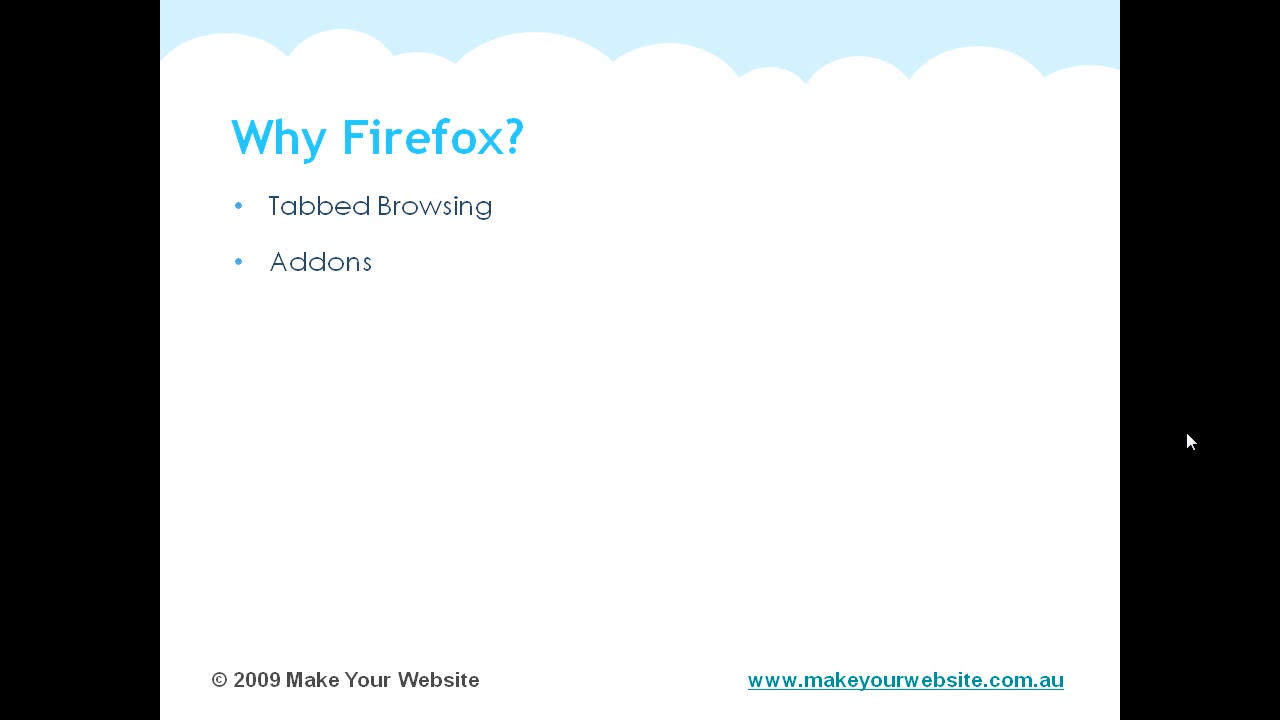 Why Firefox?
• Tabbed Browsing
• Addons
© 2009 Make Your Website
www.makeyourwebsite.com.au